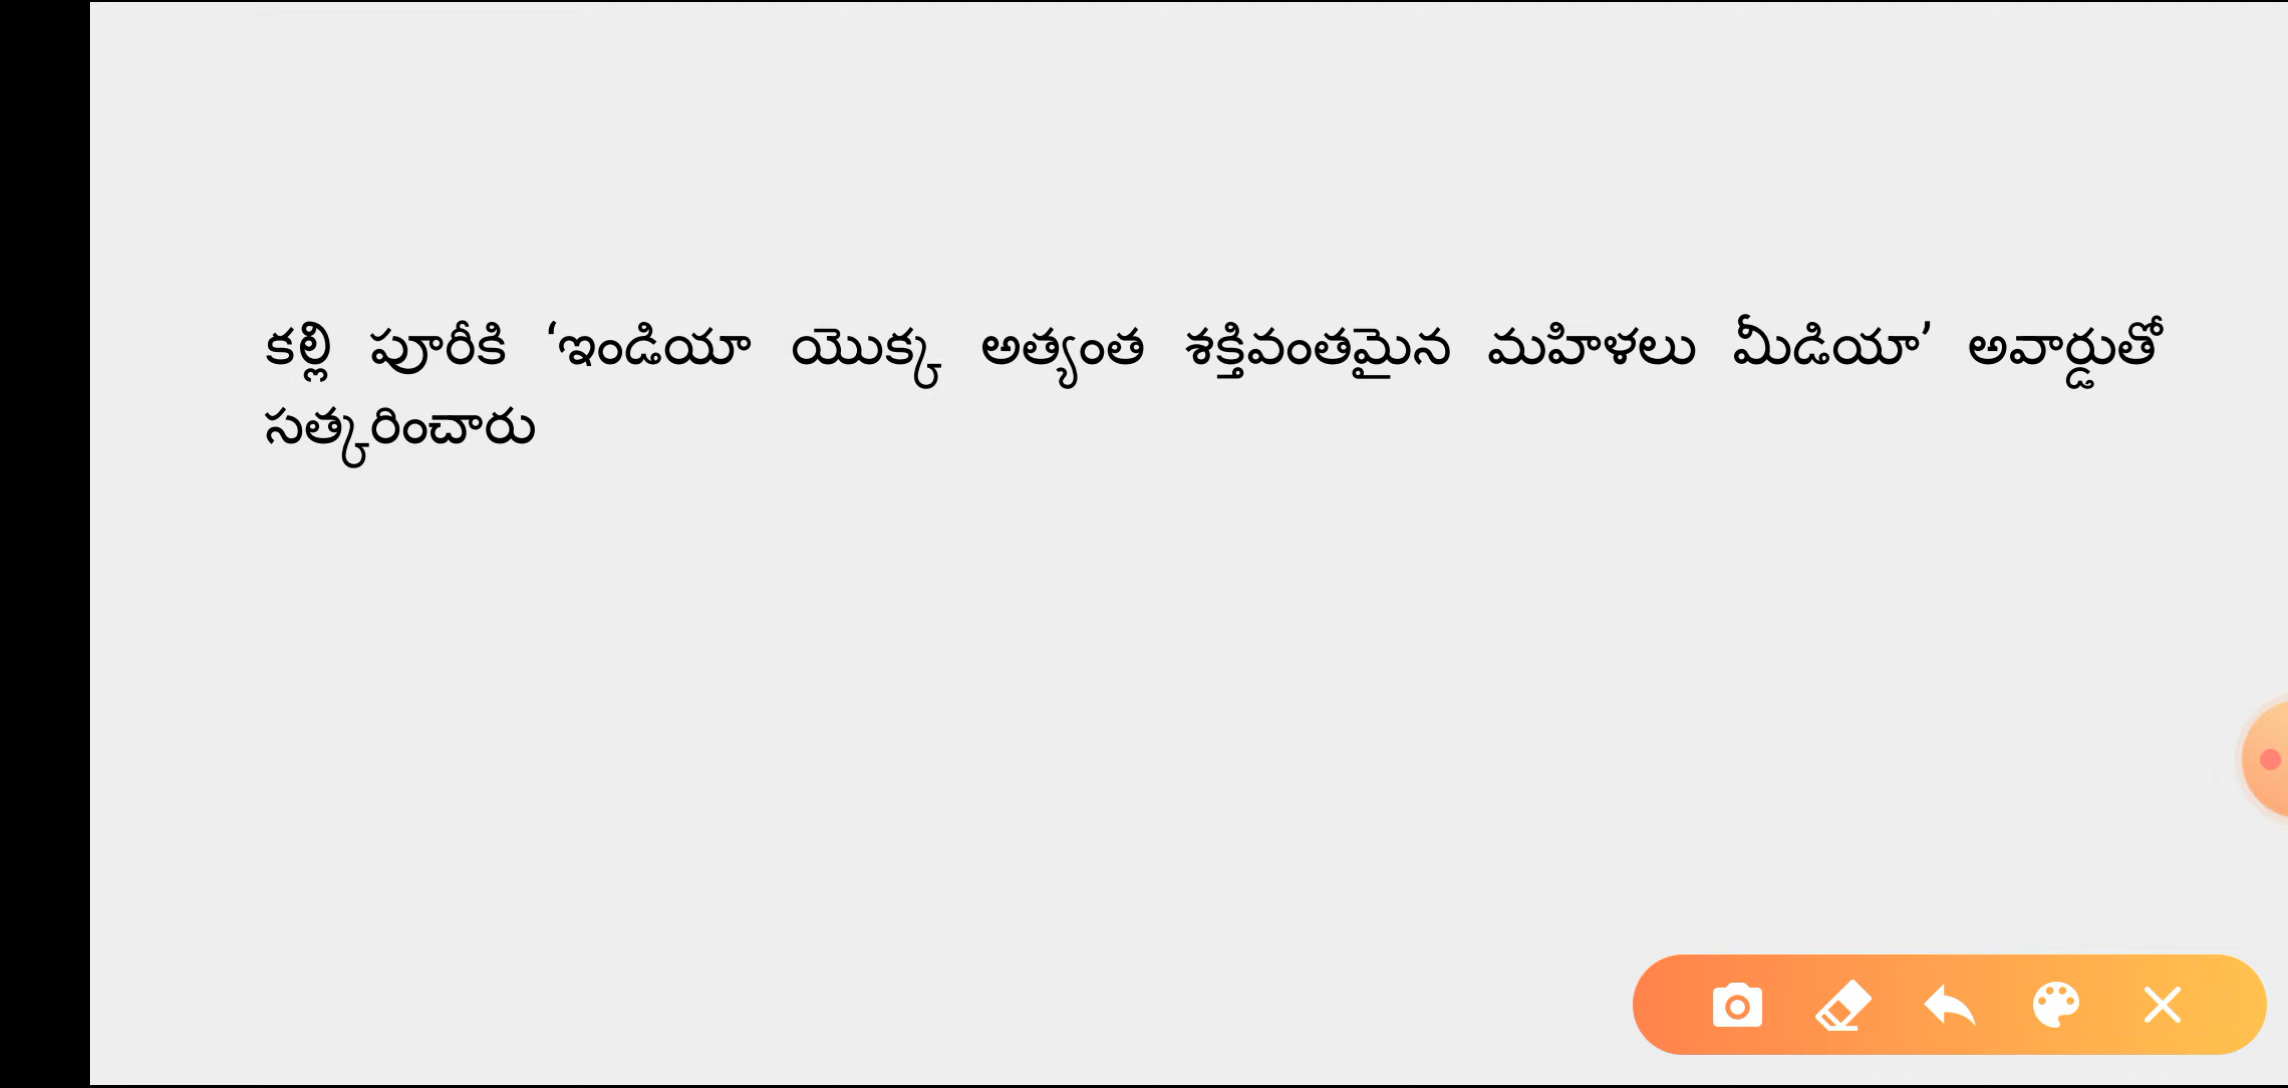 కల్లి పూరీకి ‘ఇండియా యొక్క అత్యంత శక్తివంతమైన మహిళలు మీడియా’ అవార్డుతో
సత్కరించారు